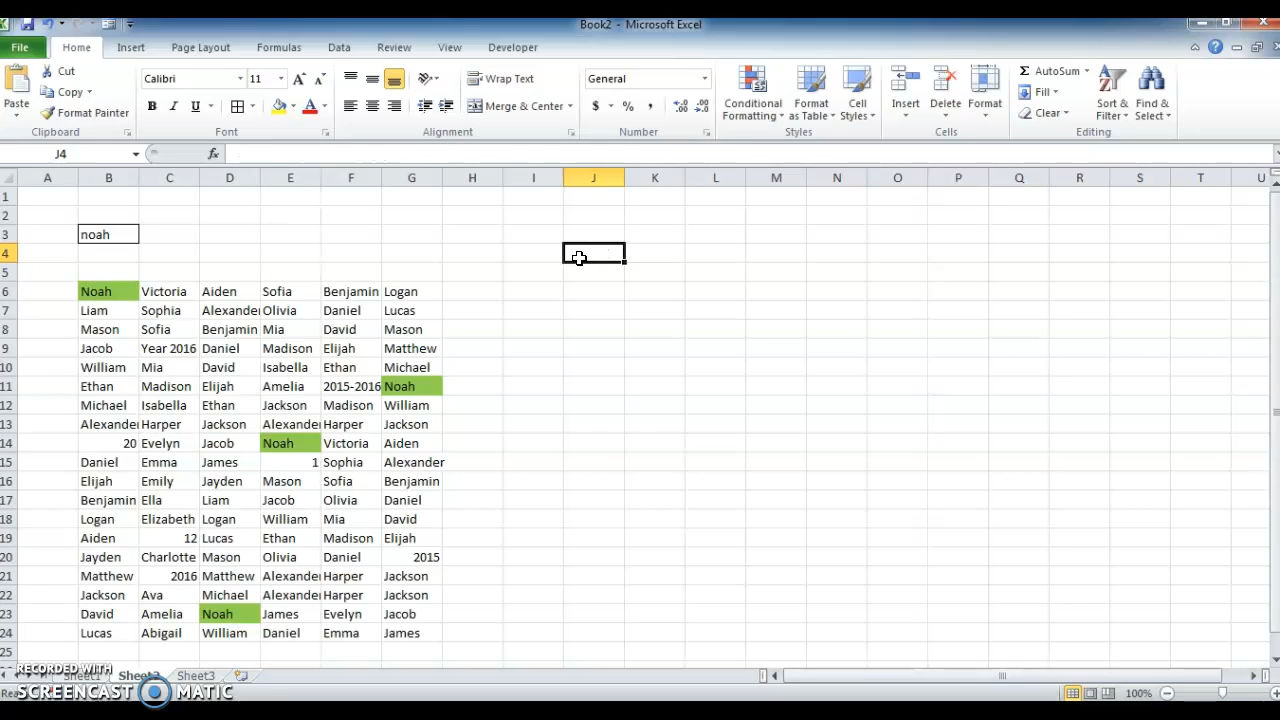 Book2 - Microsoft Excel
File Home Insert Page Layout Formulas Data Review View Developer
Paste Cut Copy Format Painter Clipboard
Calibri 11 A A B I U A Font
Wrap Text Merge & Center Alignment
General $ % , Number
Conditional Formatting Format as Table Cell Styles Styles
Insert Delete Format Cells
Σ AutoSum Fill Clear Sort & Filter Find & Select Editing
J4 fx
A B C D E F G H I J K L M N O P Q R S T U
1
2
3 noah
4
5
6 Noah Victoria Aiden Sofia Benjamin Logan
7 Liam Sophia Alexander Olivia Daniel Lucas
8 Mason Sofia Benjamin Mia David Mason
9 Jacob Year 2016 Daniel Madison Elijah Matthew
10 William Mia David Isabella Ethan Michael
11 Ethan Madison Elijah Amelia 2015-2016 Noah
12 Michael Isabella Ethan Jackson Madison William
13 Alexander Harper Jackson Alexander Harper Jackson
14 20 Evelyn Jacob Noah Victoria Aiden
15 Daniel Emma James 1 Sophia Alexander
16 Elijah Emily Jayden Mason Sofia Benjamin
17 Benjamin Ella Liam Jacob Olivia Daniel
18 Logan Elizabeth Logan William Mia David
19 Aiden 12 Lucas Ethan Madison Elijah
20 Jayden Charlotte Mason Olivia Daniel 2015
21 Matthew 2016 Matthew Alexander Harper Jackson
22 Jackson Ava Michael Alexander Harper Jackson
23 David Amelia Noah James Evelyn Jacob
24 Lucas Abigail William Daniel Emma James
25
RECORDED WITH
Sheet1 Sheet2 Sheet3
SCREENCAST MATIC
100%